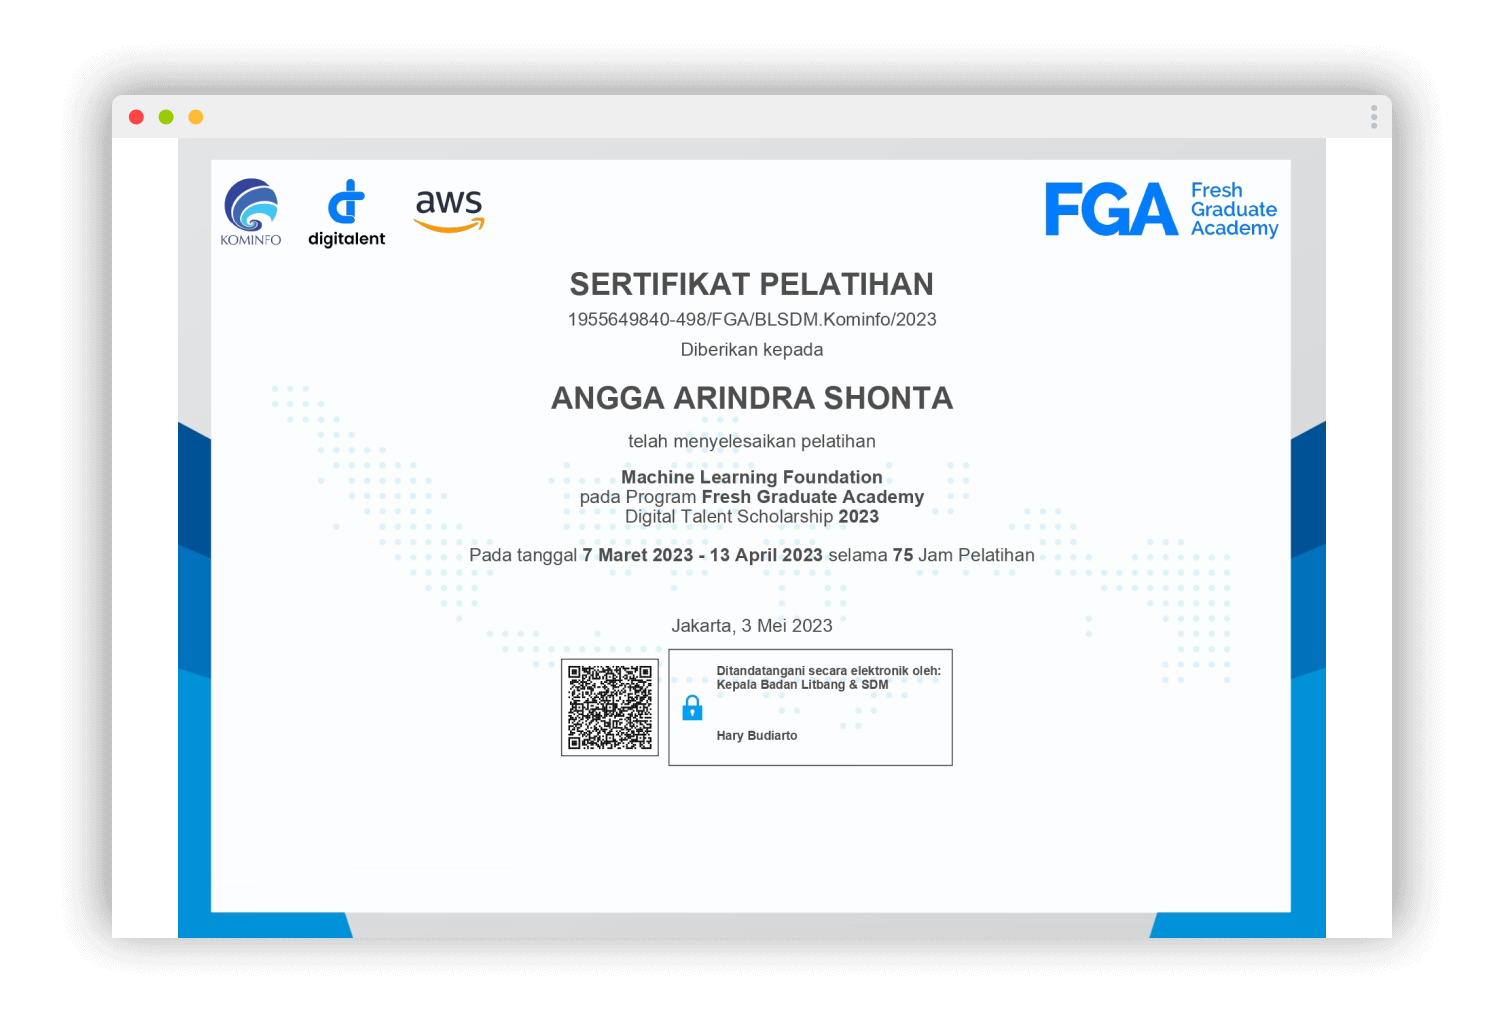 KOMINFO
digitalent
aws
FGA
Fresh
Graduate
Academy
SERTIFIKAT PELATIHAN
1955649840-498/FGA/BLSDM.Kominfo/2023
Diberikan kepada
ANGGA ARINDRA SHONTA
telah menyelesaikan pelatihan
Machine Learning Foundation
pada Program Fresh Graduate Academy
Digital Talent Scholarship 2023
Pada tanggal 7 Maret 2023 - 13 April 2023 selama 75 Jam Pelatihan
Jakarta, 3 Mei 2023
Ditandatangani secara elektronik oleh:
Kepala Badan Litbang & SDM
Hary Budiarto